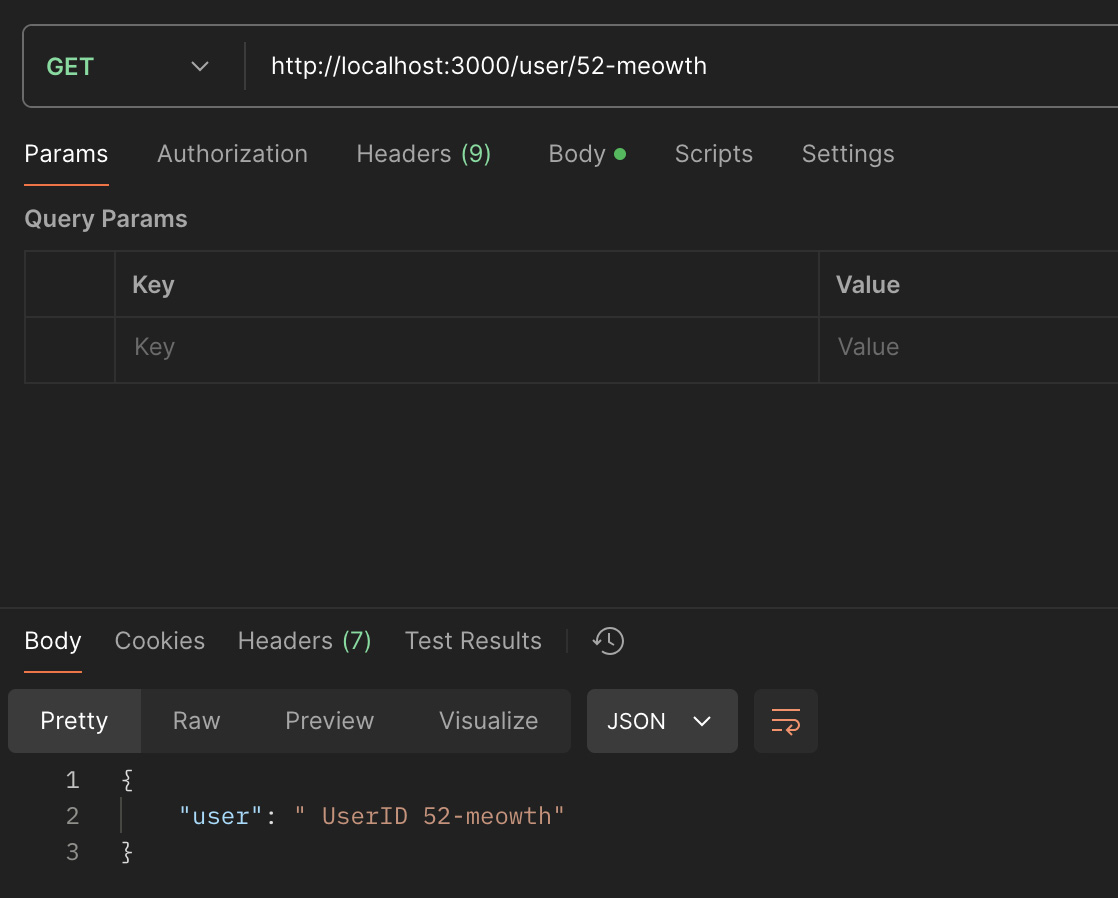 GET http://localhost:3000/user/52-meowth
Params Authorization Headers (9) Body Scripts Settings
Query Params
Key Value
Key Value
Body Cookies Headers (7) Test Results
Pretty Raw Preview Visualize JSON
1 {
2 "user": " UserID 52-meowth"
3 }